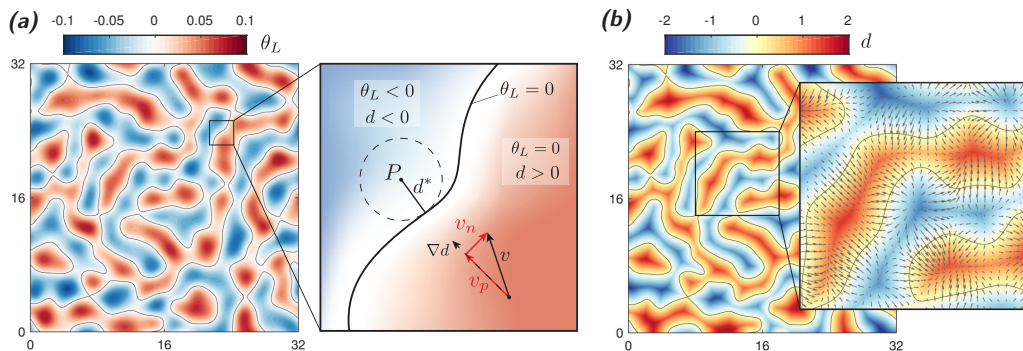 (a)
-0.1 -0.05 0 0.05 0.1
θ_L
32
16
0
0 16 32
θ_L < 0
d < 0
θ_L = 0
θ_L = 0
d > 0
P
d*
∇d
v_n
v
v_p
(b)
-2 -1 0 1 2
d
32
16
0
0 16 32